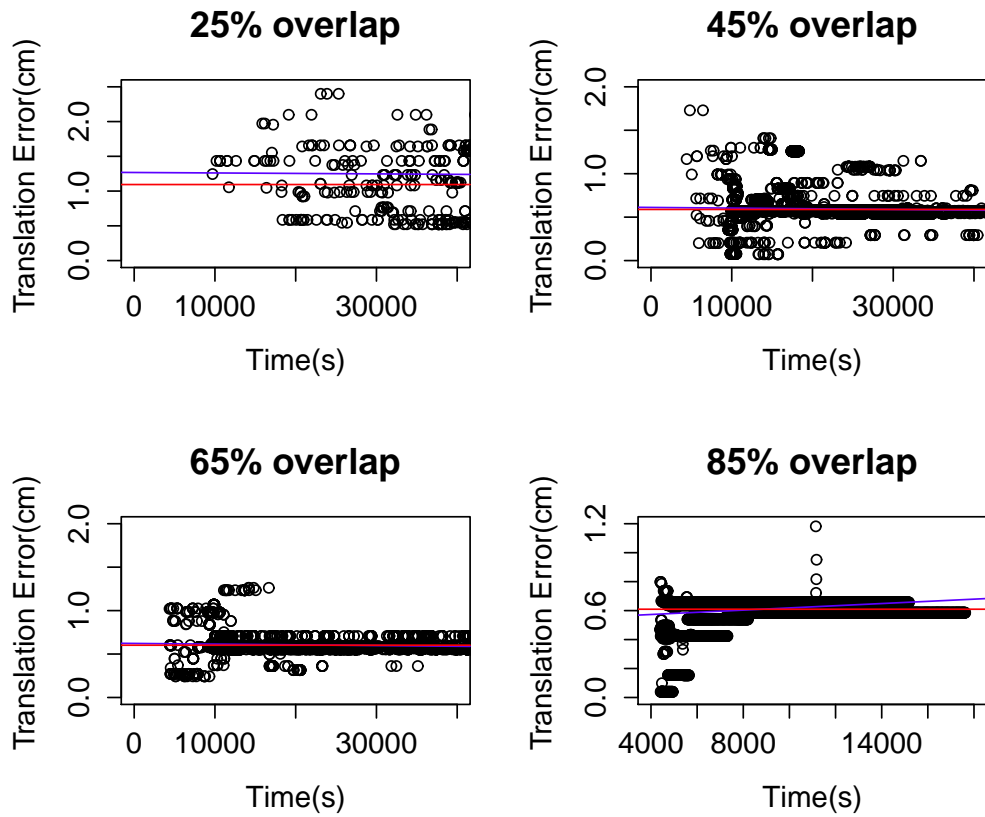 25% overlap
Translation Error(cm)
0.0 1.0 2.0
0 10000 30000
Time(s)
45% overlap
Translation Error(cm)
0.0 1.0 2.0
0 10000 30000
Time(s)
65% overlap
Translation Error(cm)
0.0 1.0 2.0
0 10000 30000
Time(s)
85% overlap
Translation Error(cm)
0.0 0.6 1.2
4000 8000 14000
Time(s)